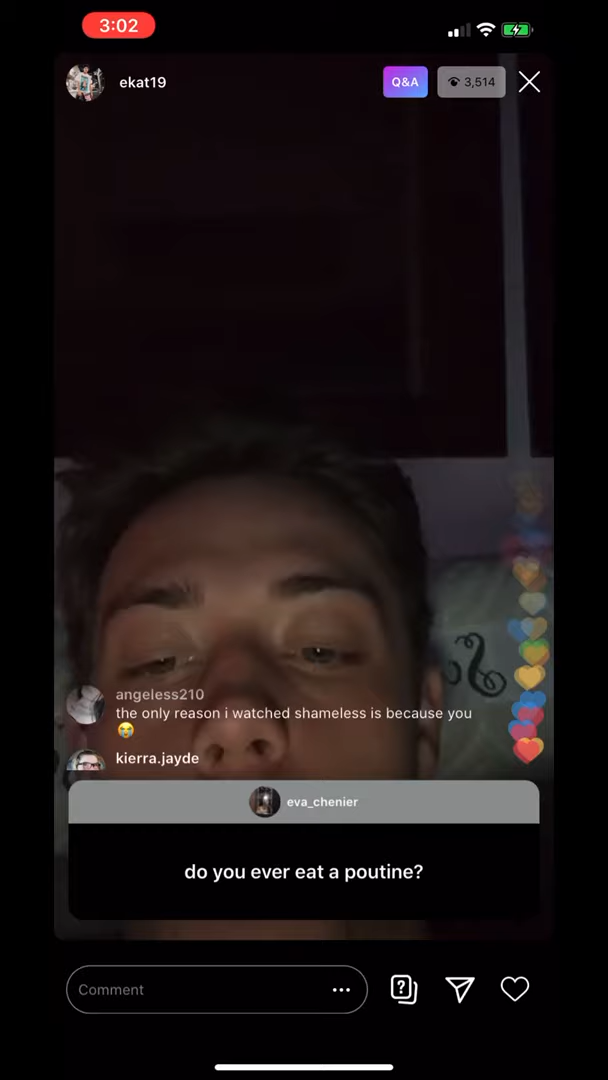 3:02
ekat19
Q&A
3,514
angeless210
the only reason i watched shameless is because you
😭
kierra.jayde
eva_chenier
do you ever eat a poutine?
Comment